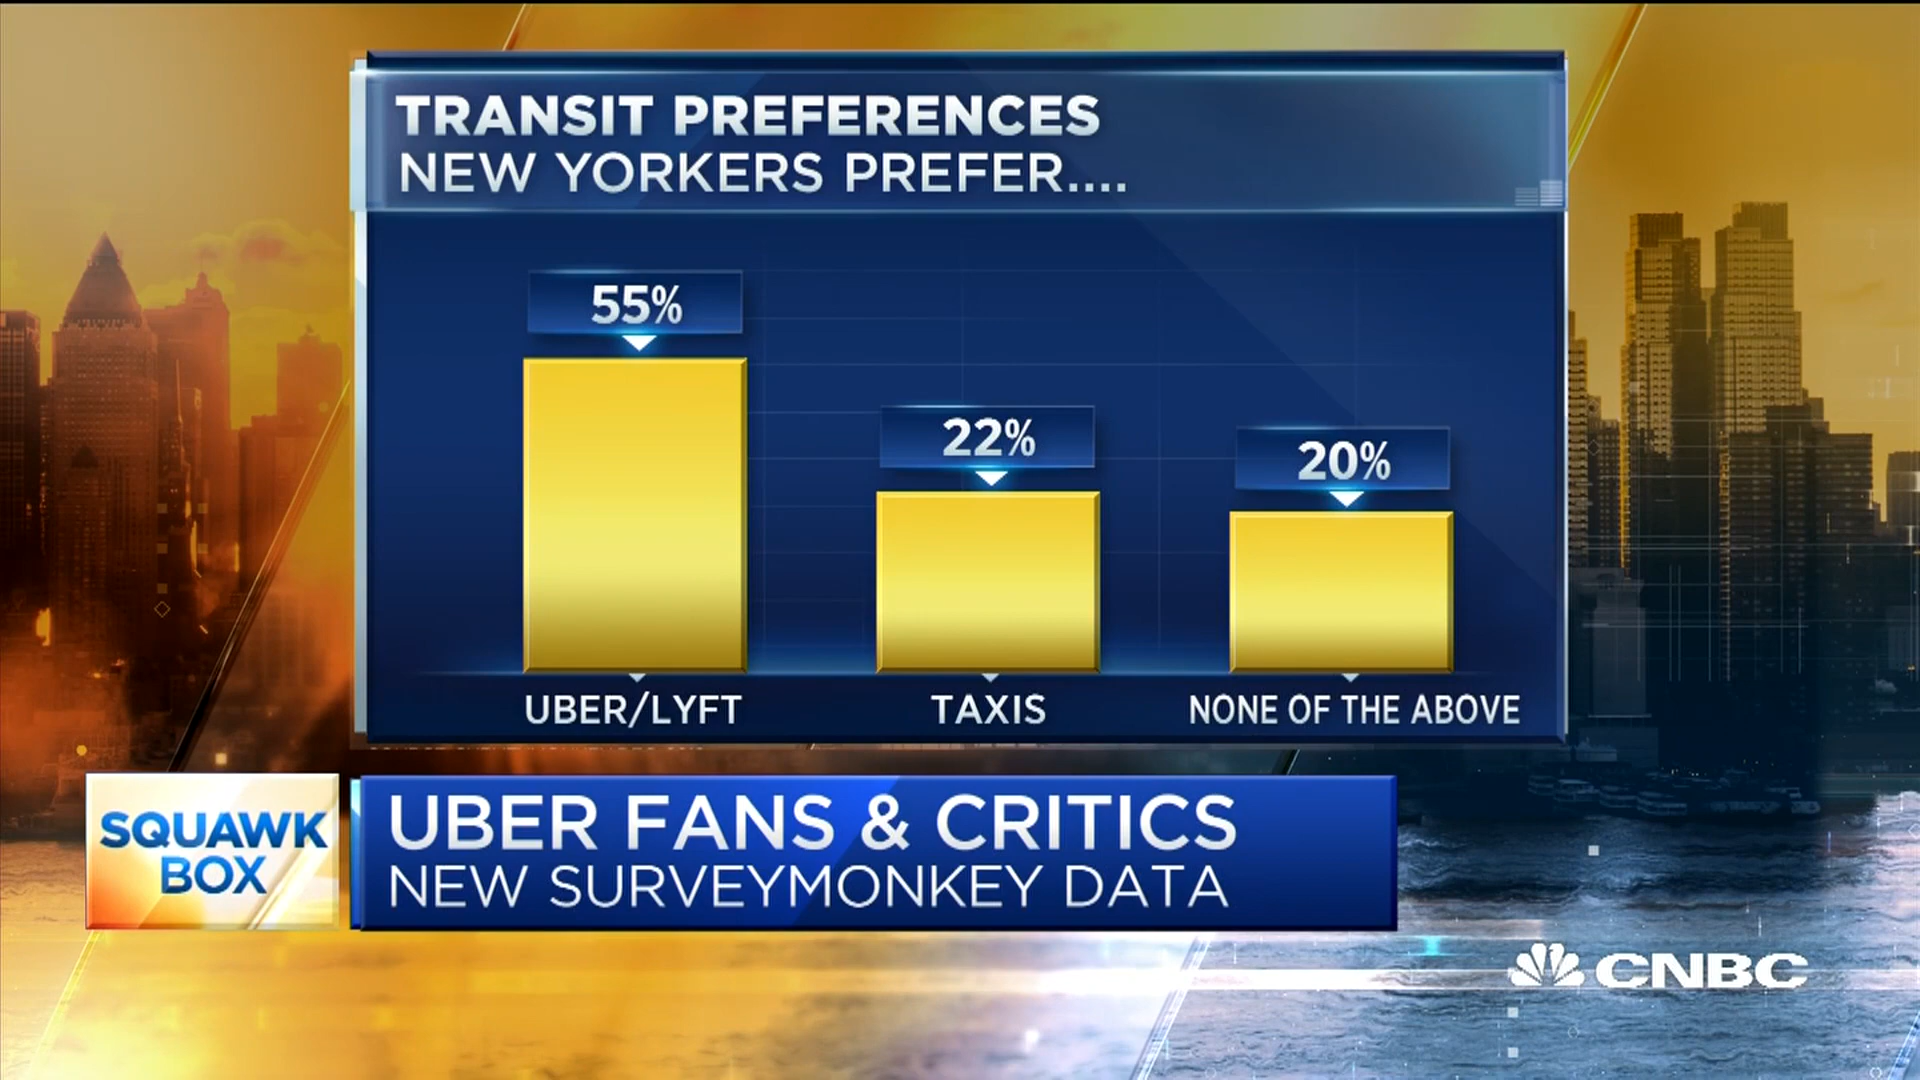 TRANSIT PREFERENCES
NEW YORKERS PREFER....
55%
22%
20%
UBER/LYFT
TAXIS
NONE OF THE ABOVE
SQUAWK
BOX
UBER FANS & CRITICS
NEW SURVEYMONKEY DATA
CNBC